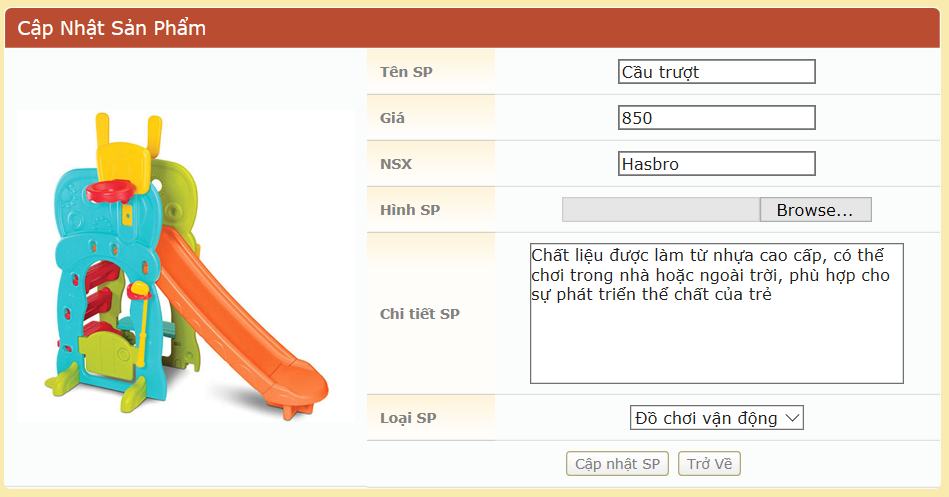 Cập Nhật Sản Phẩm
Tên SP
Cầu trượt
Giá
850
NSX
Hasbro
Hình SP
Browse...
Chi tiết SP
Chất liệu được làm từ nhựa cao cấp, có thể
chơi trong nhà hoặc ngoài trời, phù hợp cho
sự phát triển thể chất của trẻ
Loại SP
Đồ chơi vận động
Cập nhật SP
Trở Về